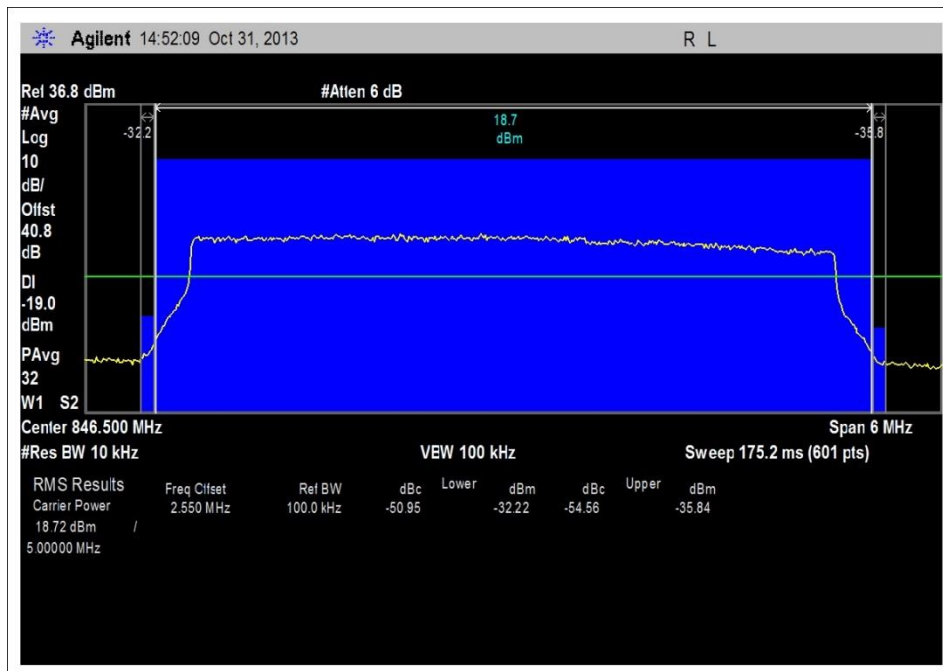 Agilent 14:52:09 Oct 31, 2013 R L
Ref 36.8 dBm #Atten 6 dB
#Avg
Log
10
dB/
Offst
40.8
dB
DI
-19.0
dBm
PAvg
32
W1 S2
-32.2
18.7
dBm
-35.8
Center 846.500 MHz Span 6 MHz
#Res BW 10 kHz VBW 100 kHz Sweep 175.2 ms (601 pts)
RMS Results Freq Offset Ref BW dBc Lower dBm dBc Upper dBm
Carrier Power 2.550 MHz 100.0 kHz -50.95 -32.22 -54.56 -35.84
18.72 dBm /
5.00000 MHz